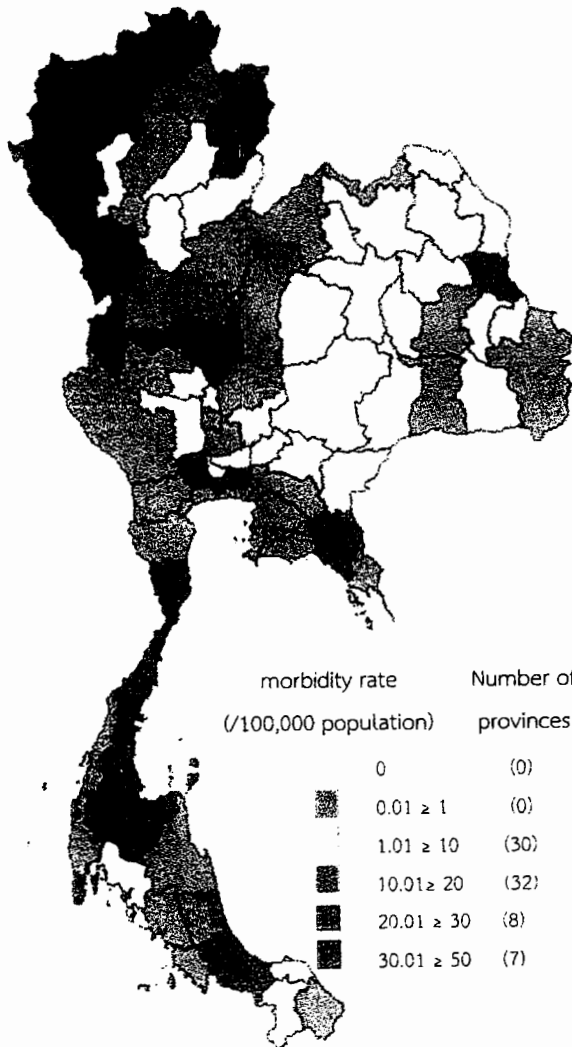 morbidity rate Number of
(/100,000 population) provinces
0 (0)
0.01 ≥ 1 (0)
1.01 ≥ 10 (30)
10.01≥ 20 (32)
20.01 ≥ 30 (8)
30.01 ≥ 50 (7)